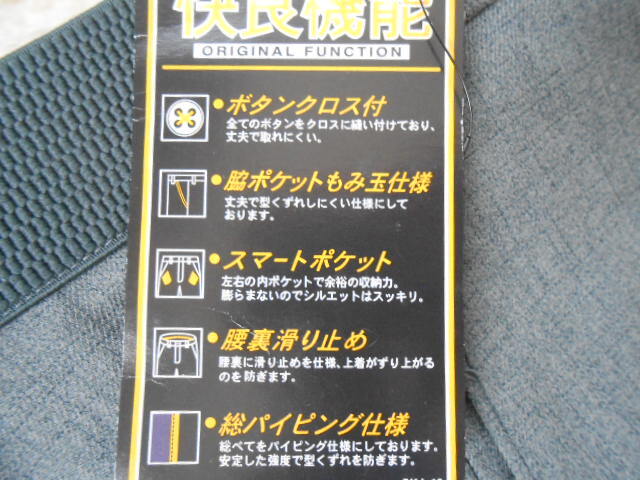 快良機能
ORIGINAL FUNCTION
●ボタンクロス付
全てのボタンをクロスに縫い付けており、
丈夫で取れにくい。
●脇ポケットもみ玉仕様
丈夫で型くずれしにくい仕様にして
おります。
●スマートポケット
左右の内ポケットで余裕の収納力。
膨らまないのでシルエットはスッキリ。
●腰裏滑り止め
腰裏に滑り止めを仕様、上着がずり上がる
のを防ぎます。
●総パイピング仕様
総べてをパイピング仕様にしております。
安定した強度で型くずれを防ぎます。